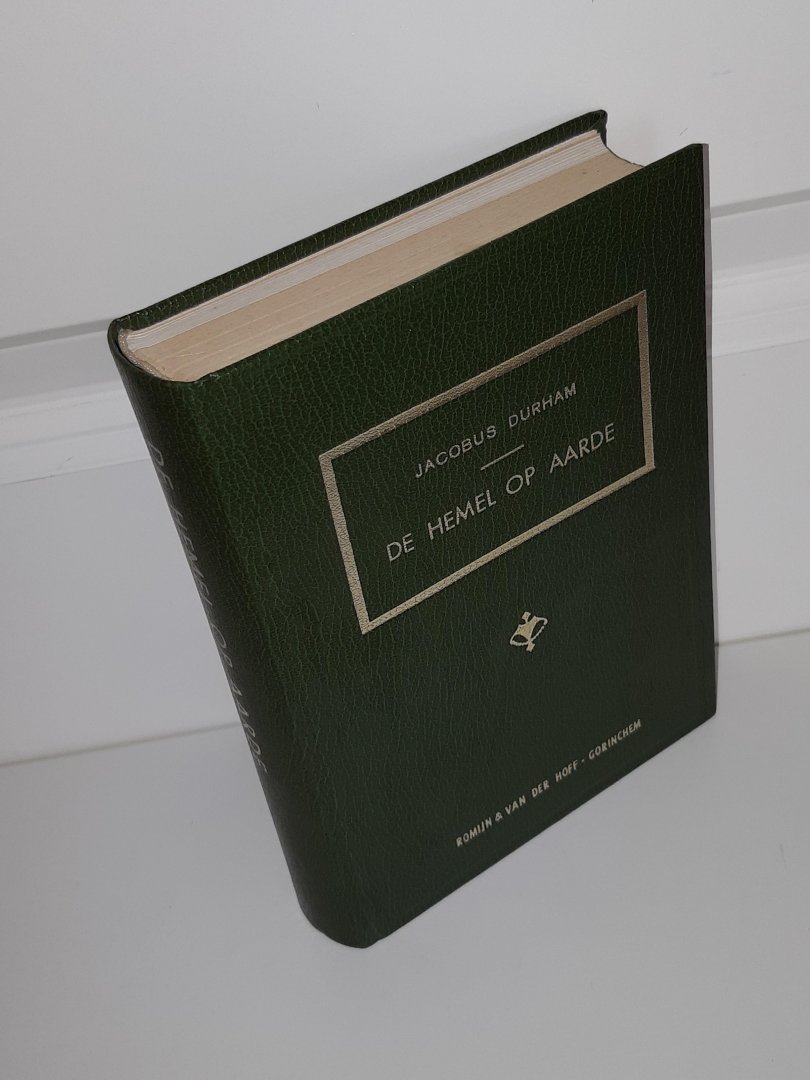 JACOBUS DURHAM
DE HEMEL OP AARDE
ROMIJN & VAN DER HOFF - GORINCHEM
DE HEMEL OP AARDE